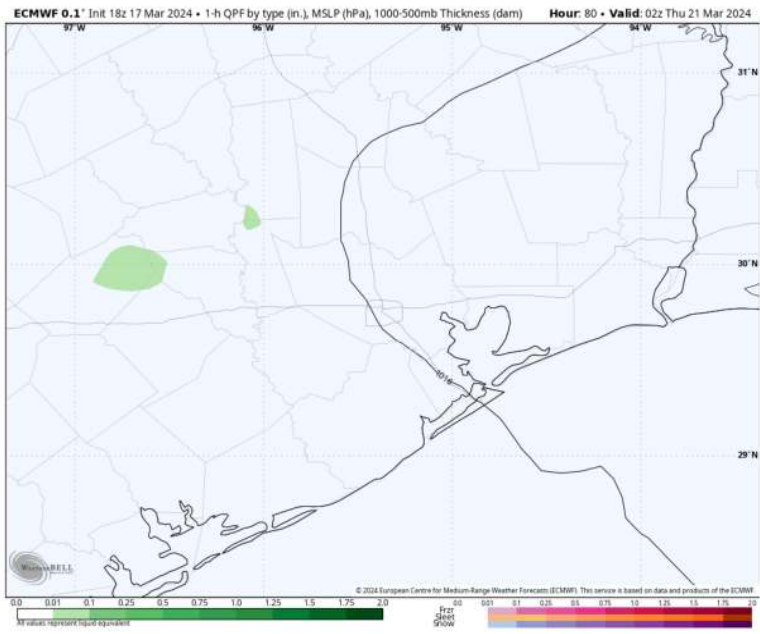 ECMWF 0.1° Init 18z 17 Mar 2024 • 1-h QPF by type (in.), MSLP (hPa), 1000-500mb Thickness (dam) Hour: 80 • Valid: 02z Thu 21 Mar 2024
97°W 96°W 95°W 94°W
31°N
30°N
1016
29°N
WeatherBELL
© 2024 European Centre for Medium-Range Weather Forecasts (ECMWF). This service is based on data and products of the ECMWF
0.0 0.01 0.1 0.25 0.50 0.75 1.0 1.25 1.50 1.75 2.0
0.0 0.01 0.1 0.25 0.5 0.75 1.0 1.25 1.5 1.75 2.0
All values represent liquid equivalent
Frzr
Sleet
Snow